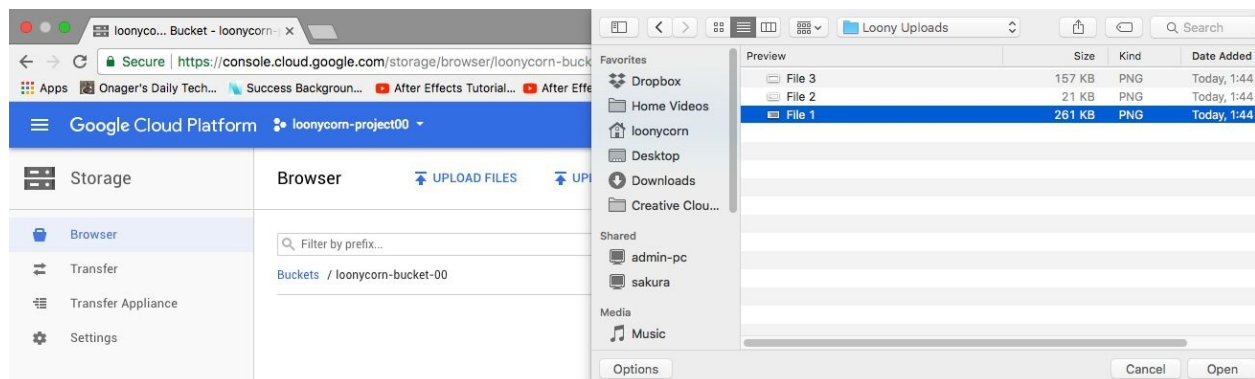 loonyco... Bucket - loonycorn-
Secure | https://console.cloud.google.com/storage/browser/loonycorn-buck
Apps Onager's Daily Tech... Success Backgroun... After Effects Tutorial... After Effe
Google Cloud Platform loonycorn-project00
Storage
Browser UPLOAD FILES
Browser
Transfer
Transfer Appliance
Settings
Filter by prefix...
Buckets / loonycorn-bucket-00
Loony Uploads
Search
Favorites
Dropbox
Home Videos
loonycorn
Desktop
Downloads
Creative Clou...
Shared
admin-pc
sakura
Media
Music
Preview Size Kind Date Added
File 3 157 KB PNG Today, 1:44
File 2 21 KB PNG Today, 1:44
File 1 261 KB PNG Today, 1:44
Options Cancel Open